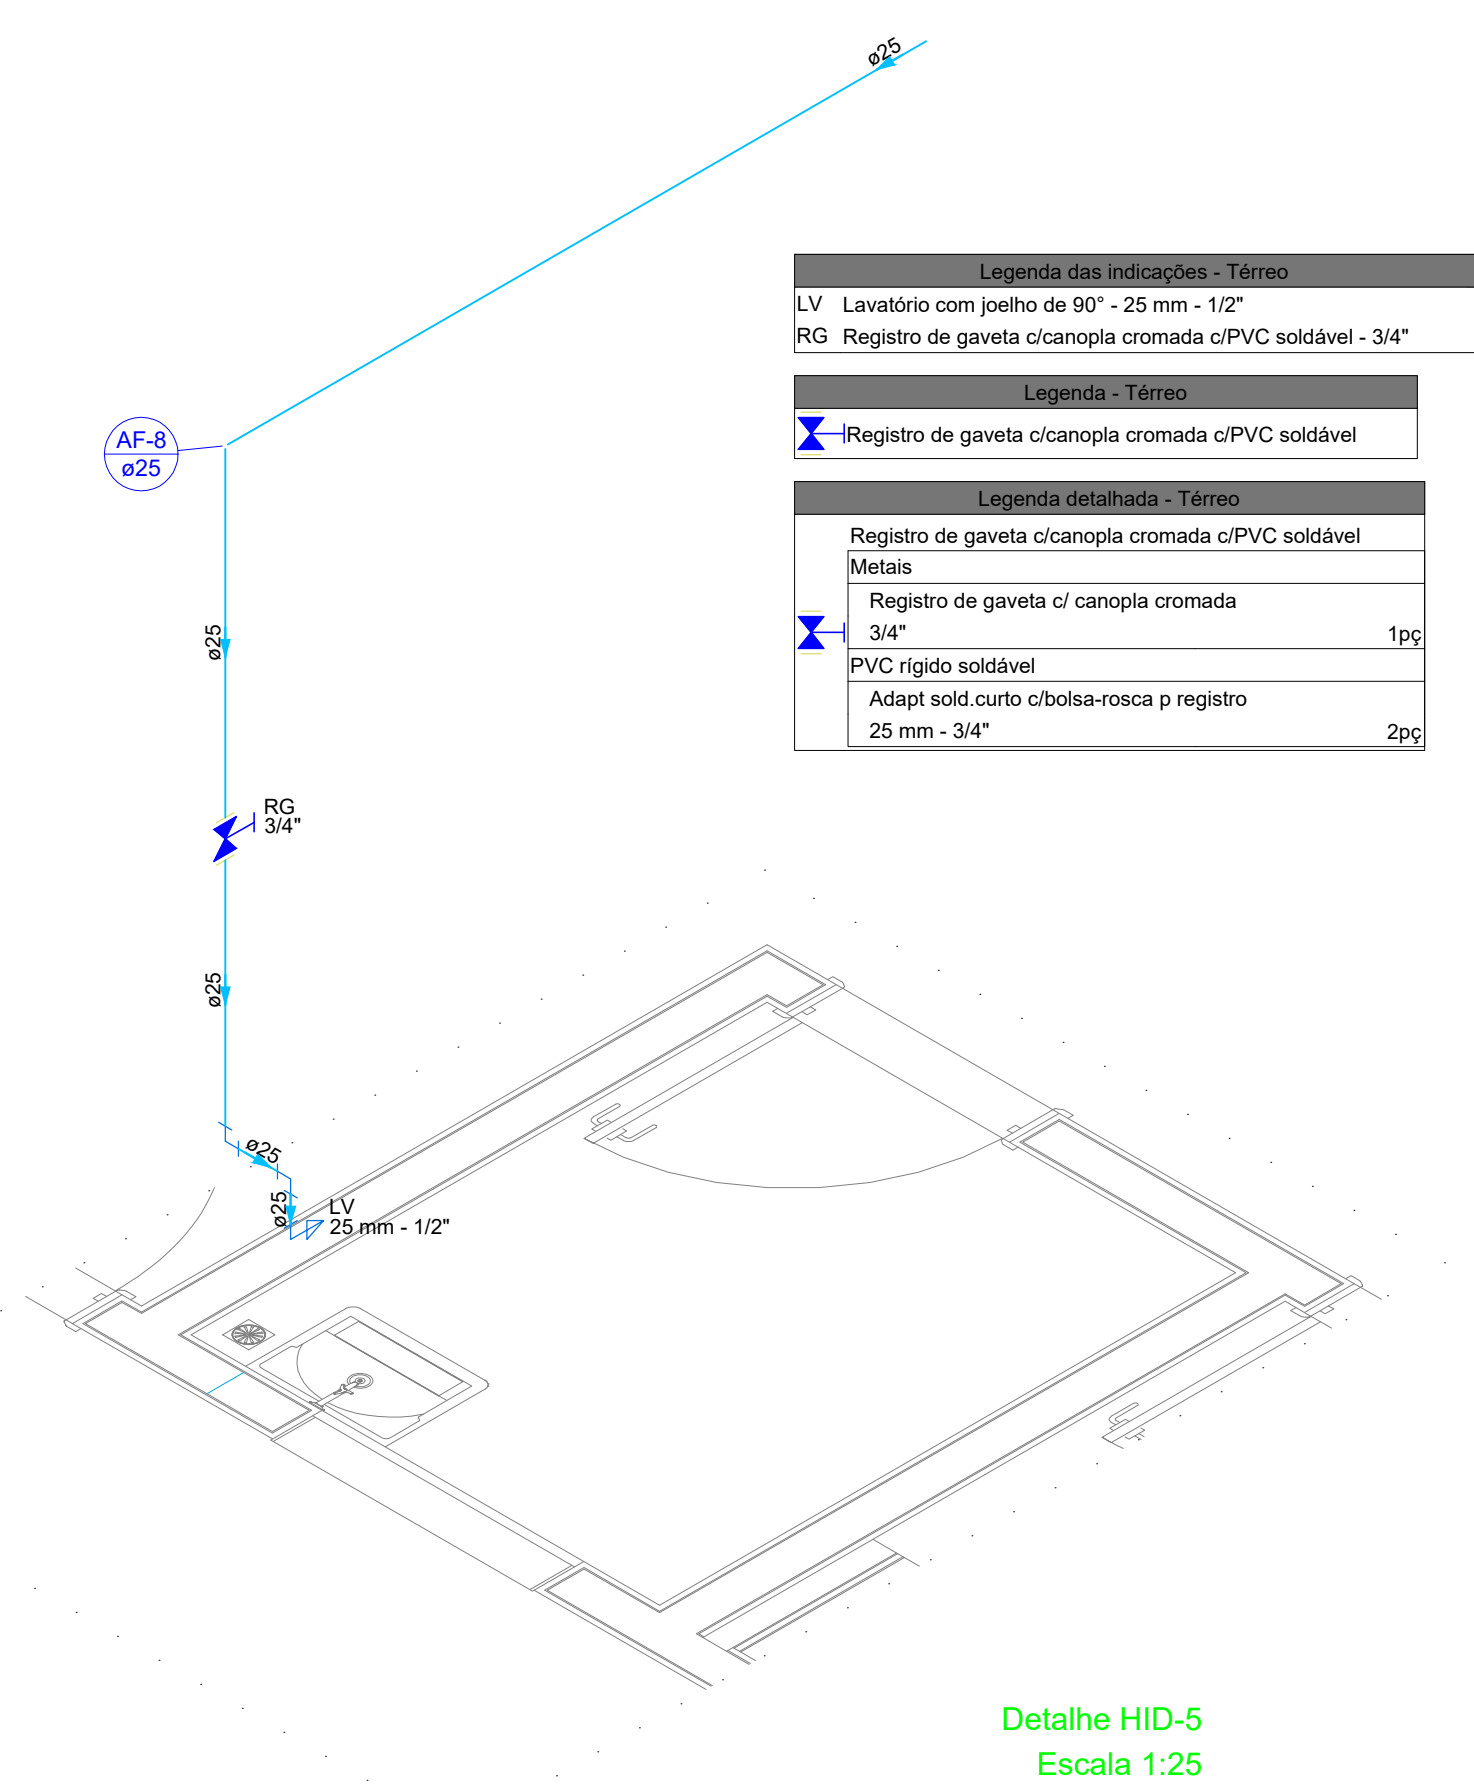 ø25
Legenda das indicações - Térreo
LV Lavatório com joelho de 90° - 25 mm - 1/2"
RG Registro de gaveta c/canopla cromada c/PVC soldável - 3/4"
Legenda - Térreo
Registro de gaveta c/canopla cromada c/PVC soldável
AF-8
ø25
Legenda detalhada - Térreo
Registro de gaveta c/canopla cromada c/PVC soldável
Metais
Registro de gaveta c/ canopla cromada
3/4" 1pç
PVC rígido soldável
Adapt sold.curto c/bolsa-rosca p registro
25 mm - 3/4" 2pç
ø25
RG
3/4"
ø25
ø25
ø25
LV
25 mm - 1/2"
Detalhe HID-5
Escala 1:25